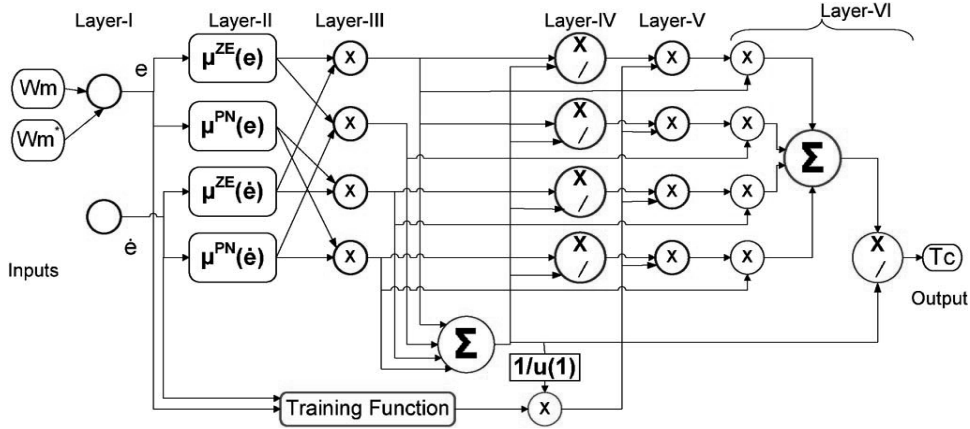 Layer-I
Layer-II
Layer-III
Layer-IV
Layer-V
Layer-VI
Wm
Wm*
e
ė
Inputs
μZE(e)
μPN(e)
μZE(ė)
μPN(ė)
X
X
X
X
X
/
X
/
X
/
X
/
X
X
X
X
X
X
X
X
Σ
X
/
Tc
Output
Σ
1/u(1)
Training Function
X